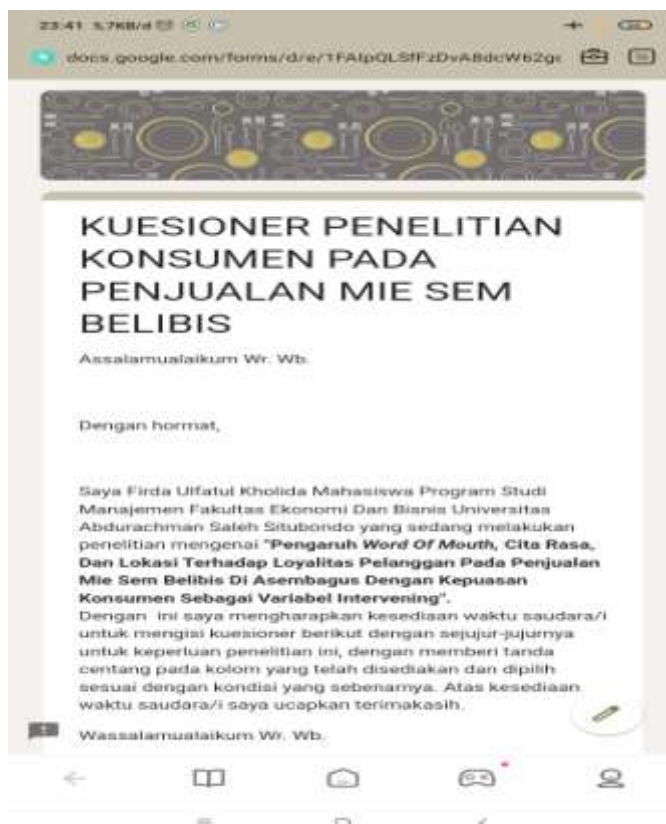 23:41 5,7KB/d
docs.google.com/forms/d/e/1FAIpQLSfFzDvA8dcW62gc
KUESIONER PENELITIAN
KONSUMEN PADA
PENJUALAN MIE SEM
BELIBIS
Assalamualaikum Wr. Wb.
Dengan hormat,
Saya Firda Ulfatul Kholida Mahasiswa Program Studi
Manajemen Fakultas Ekonomi Dan Bisnis Universitas
Abdurachman Saleh Situbondo yang sedang melakukan
penelitian mengenai "Pengaruh Word Of Mouth, Cita Rasa,
Dan Lokasi Terhadap Loyalitas Pelanggan Pada Penjualan
Mie Sem Belibis Di Asembagus Dengan Kepuasan
Konsumen Sebagai Variabel Intervening".
Dengan ini saya mengharapkan kesediaan waktu saudara/i
untuk mengisi kuesioner berikut dengan sejujur-jujurnya
untuk keperluan penelitian ini, dengan memberi tanda
centang pada kolom yang telah disediakan dan dipilih
sesuai dengan kondisi yang sebenarnya. Atas kesediaan
waktu saudara/i saya ucapkan terimakasih.
Wassalamualaikum Wr. Wb.